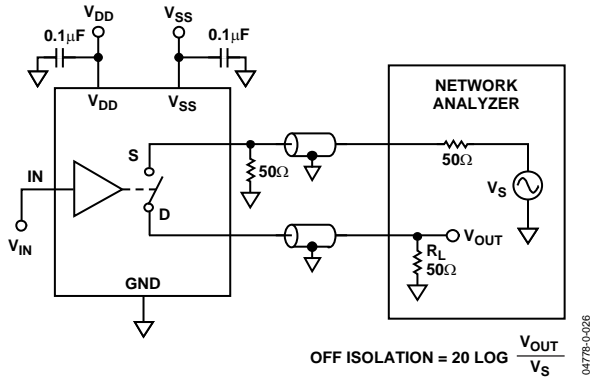 VDD
VSS
0.1μF
0.1μF
VDD
VSS
NETWORK
ANALYZER
S
50Ω
50Ω
VS
IN
D
VIN
VOUT
RL
50Ω
GND
OFF ISOLATION = 20 LOG VOUT
VS
04778-0-026